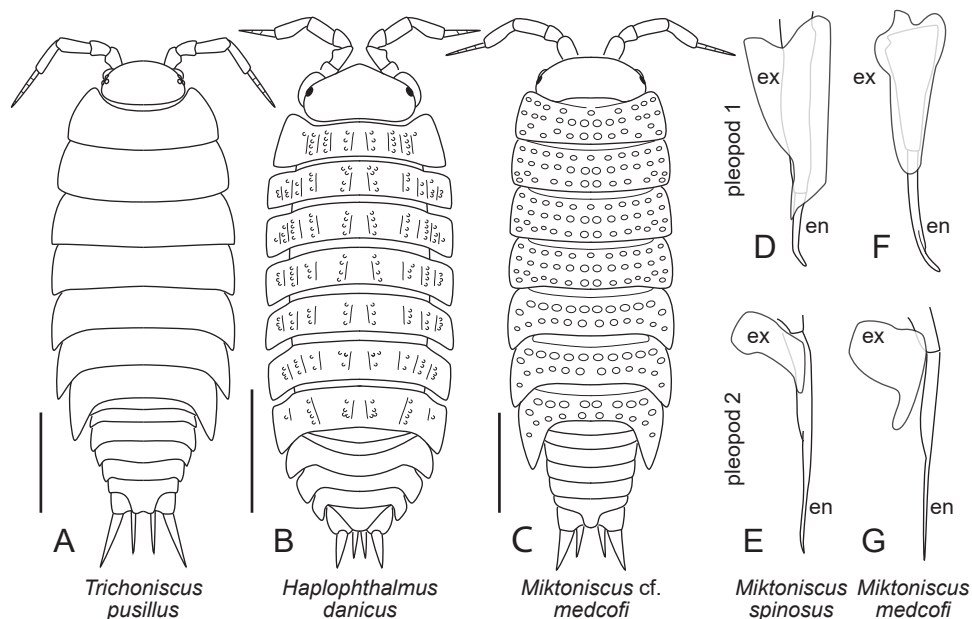 ex
ex
pleopod 1
en
en
D
F
ex
ex
pleopod 2
en
en
A
B
C
E
G
Trichoniscus
pusillus
Haplophthalmus
danicus
Miktoniscus cf.
medcofi
Miktoniscus
spinosus
Miktoniscus
medcofi